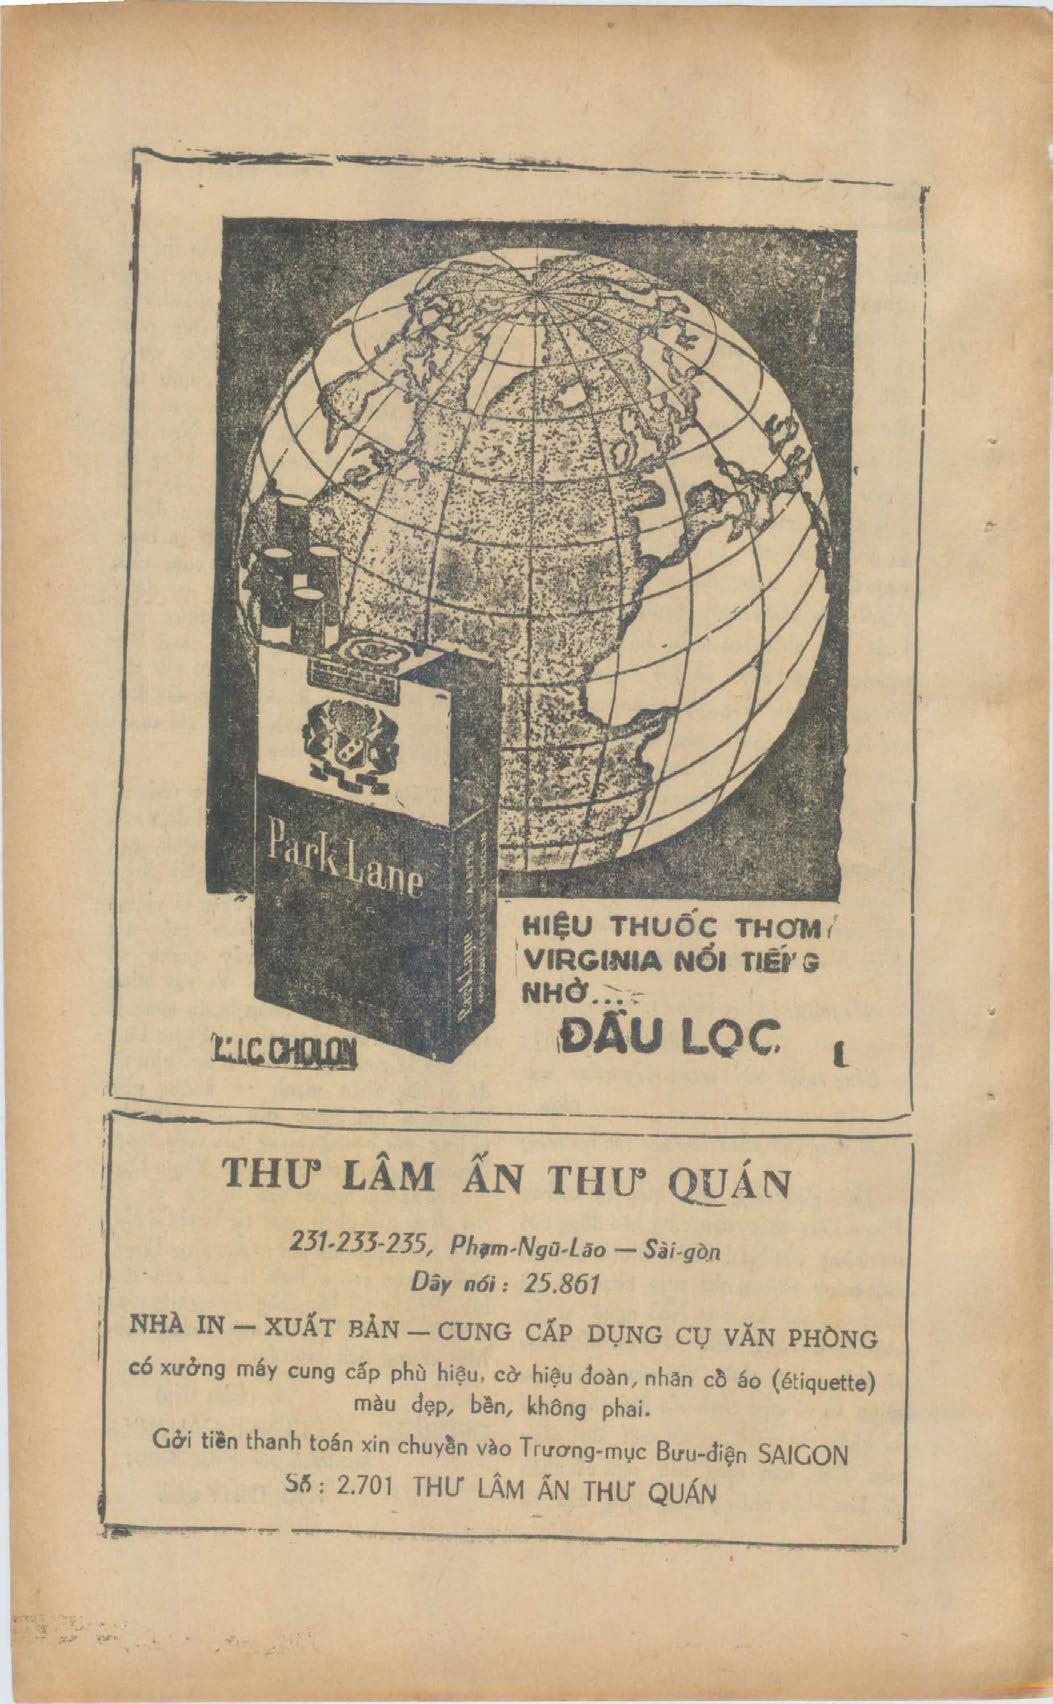 Park Lane
FILTER
HIỆU THUỐC THƠM
VIRGINIA NỔI TIẾNG
NHỜ...
ĐẦU LỌC
M.I.C CHOLON
THƯ LÂM ẤN THƯ QUÁN
231-233-235, Phạm-Ngũ-Lão — Sài-gòn
Dây nói : 25.861
NHÀ IN — XUẤT BẢN — CUNG CẤP DỤNG CỤ VĂN PHÒNG
có xưởng máy cung cấp phù hiệu, cờ hiệu đoàn, nhãn cồ áo (étiquette)
màu đẹp, bền, không phai.
Gởi tiền thanh toán xin chuyền vào Trương-mục Bưu-điện SAIGON
Số : 2.701 THƯ LÂM ẤN THƯ QUÁN